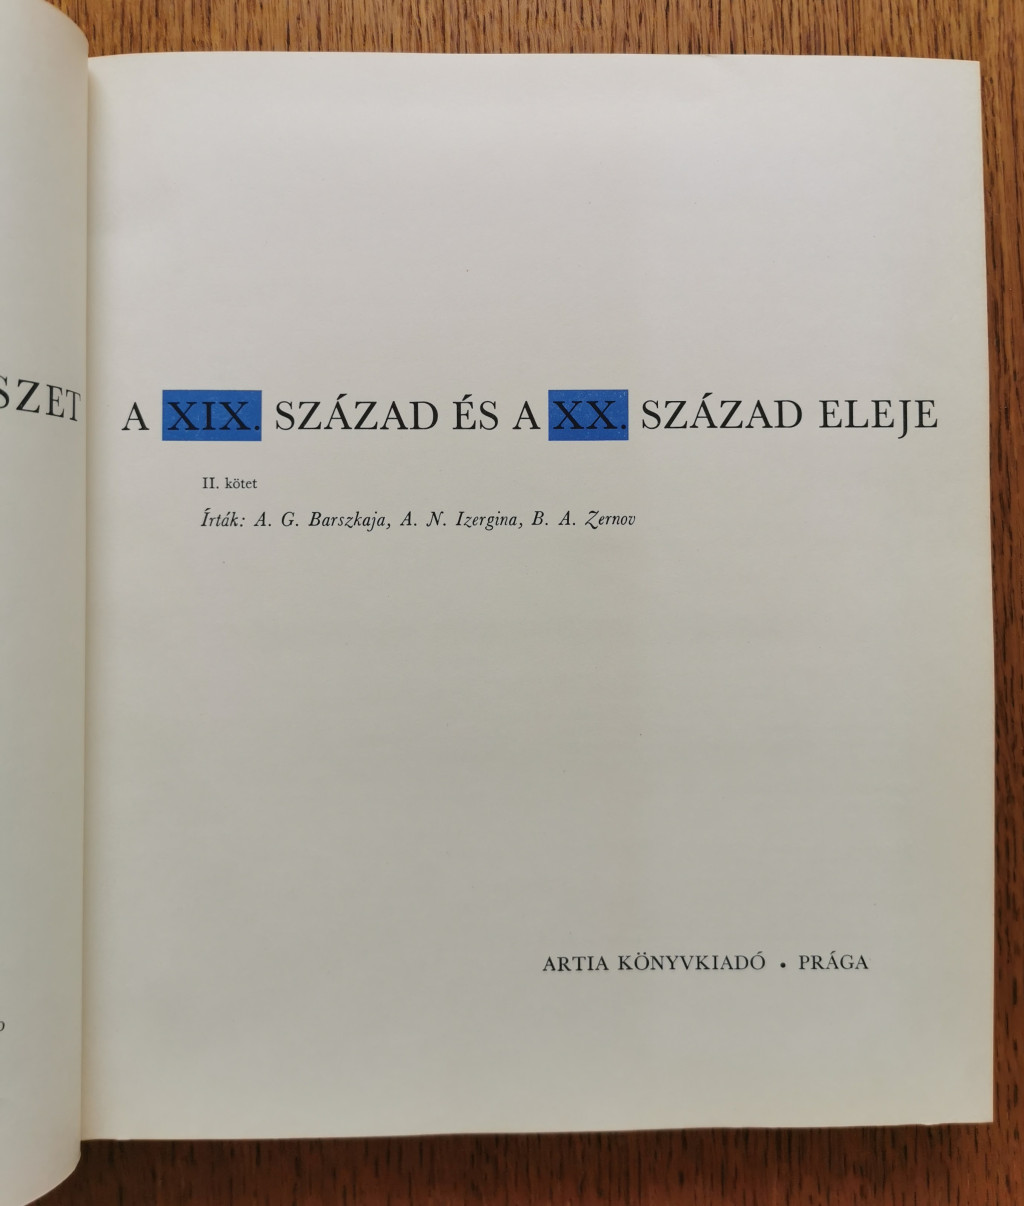 SZET
A XIX. SZÁZAD ÉS A XX. SZÁZAD ELEJE
II. kötet
Írták: A. G. Barszkaja, A. N. Izergina, B. A. Zernov
ARTIA KÖNYVKIADÓ • PRÁGA